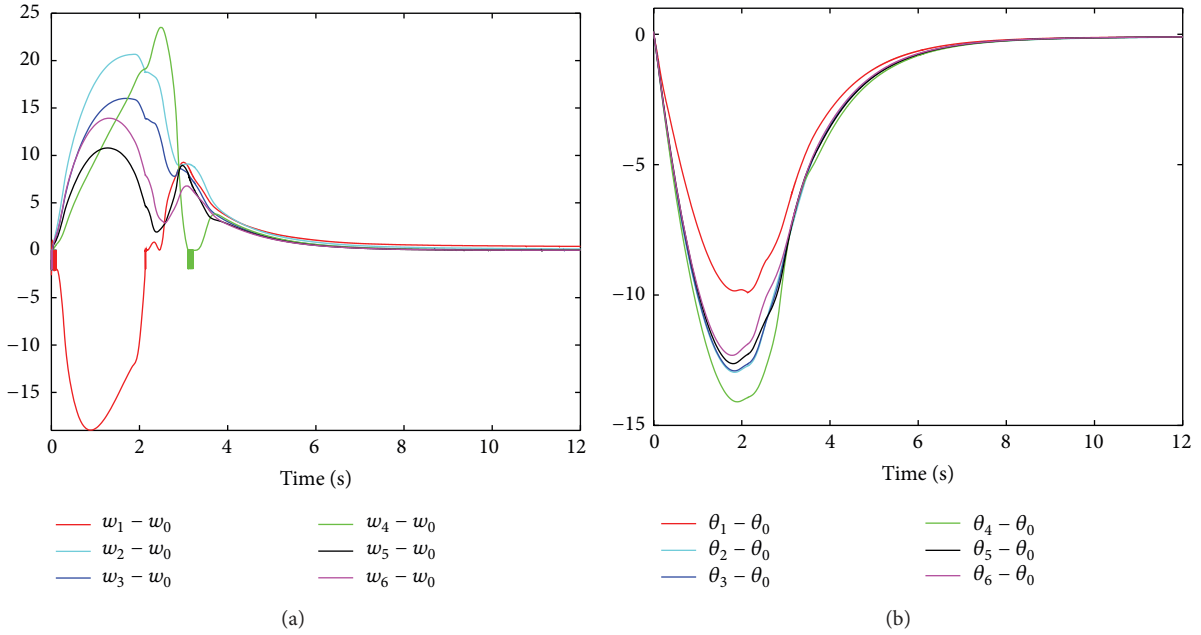 25
20
15
10
5
0
−5
−10
−15
0 2 4 6 8 10 12
Time (s)
w₁ − w₀
w₂ − w₀
w₃ − w₀
w₄ − w₀
w₅ − w₀
w₆ − w₀
(a)
0
−5
−10
−15
0 2 4 6 8 10 12
Time (s)
θ₁ − θ₀
θ₂ − θ₀
θ₃ − θ₀
θ₄ − θ₀
θ₅ − θ₀
θ₆ − θ₀
(b)